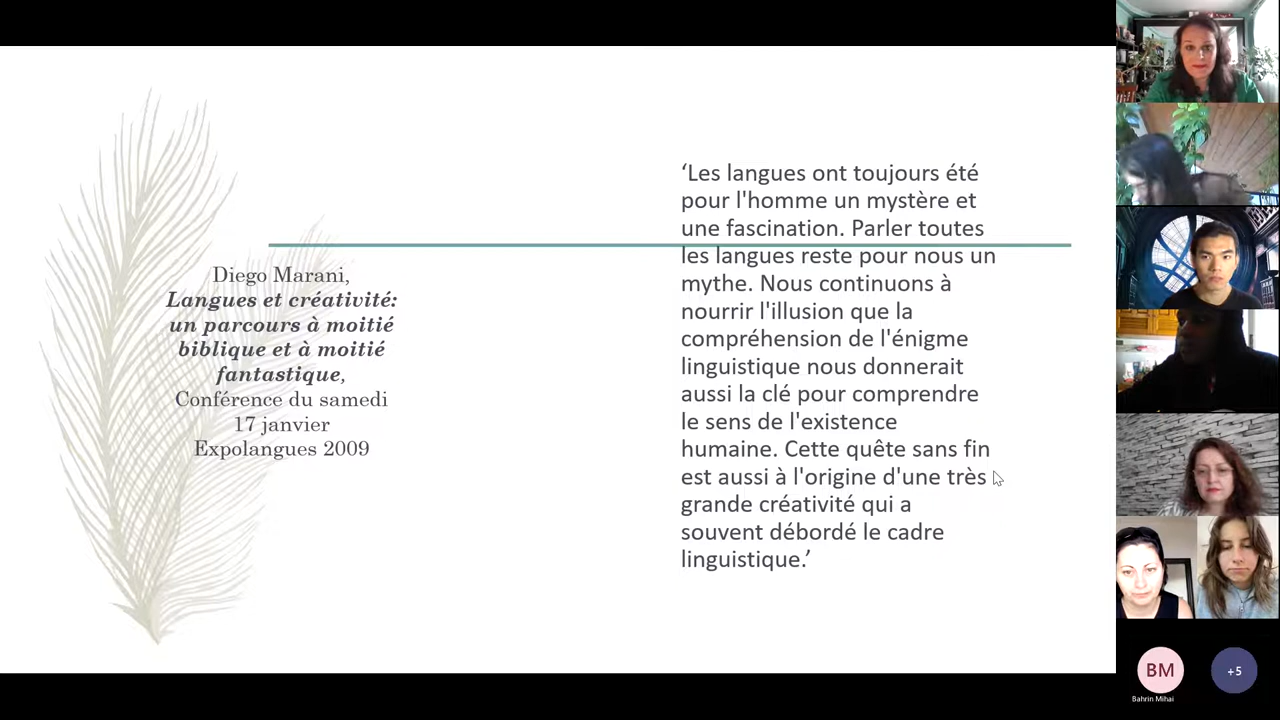 Diego Marani,
Langues et créativité:
un parcours à moitié
biblique et à moitié
fantastique,
Conférence du samedi
17 janvier
Expolangues 2009
‘Les langues ont toujours été
pour l'homme un mystère et
une fascination. Parler toutes
les langues reste pour nous un
mythe. Nous continuons à
nourrir l'illusion que la
compréhension de l'énigme
linguistique nous donnerait
aussi la clé pour comprendre
le sens de l'existence
humaine. Cette quête sans fin
est aussi à l'origine d'une très
grande créativité qui a
souvent débordé le cadre
linguistique.’
BM
+5
Bahrin Mihai